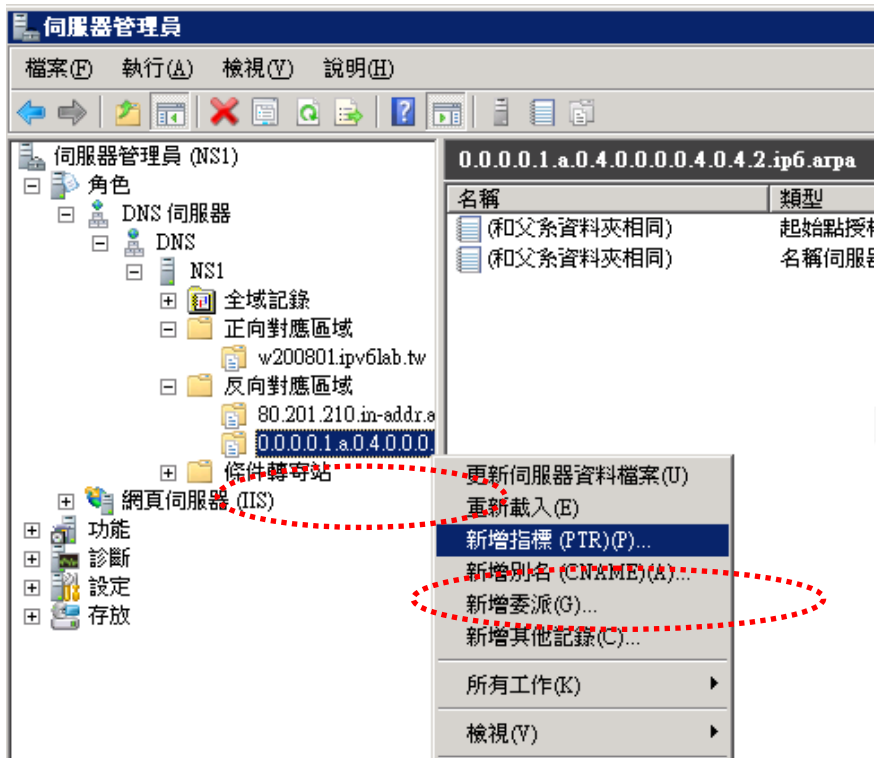 伺服器管理員
檔案(F) 執行(A) 檢視(V) 說明(H)
伺服器管理員 (NS1)
角色
DNS 伺服器
DNS
NS1
全域記錄
正向對應區域
w200801.ipv6lab.tw
反向對應區域
80.201.210.in-addr.a
0.0.0.0.1.a.0.4.0.0.0.
條件轉寄站
網頁伺服器 (IIS)
功能
診斷
設定
存放
0.0.0.0.1.a.0.4.0.0.0.0.4.0.4.2.ip6.arpa
名稱 類型
(和父系資料夾相同) 起始點授
(和父系資料夾相同) 名稱伺服器
更新伺服器資料檔案(U)
重新載入(E)
新增指標 (PTR)(P)...
新增別名 (CNAME)(A)...
新增委派(G)...
新增其他記錄(C)...
所有工作(K)
檢視(V)